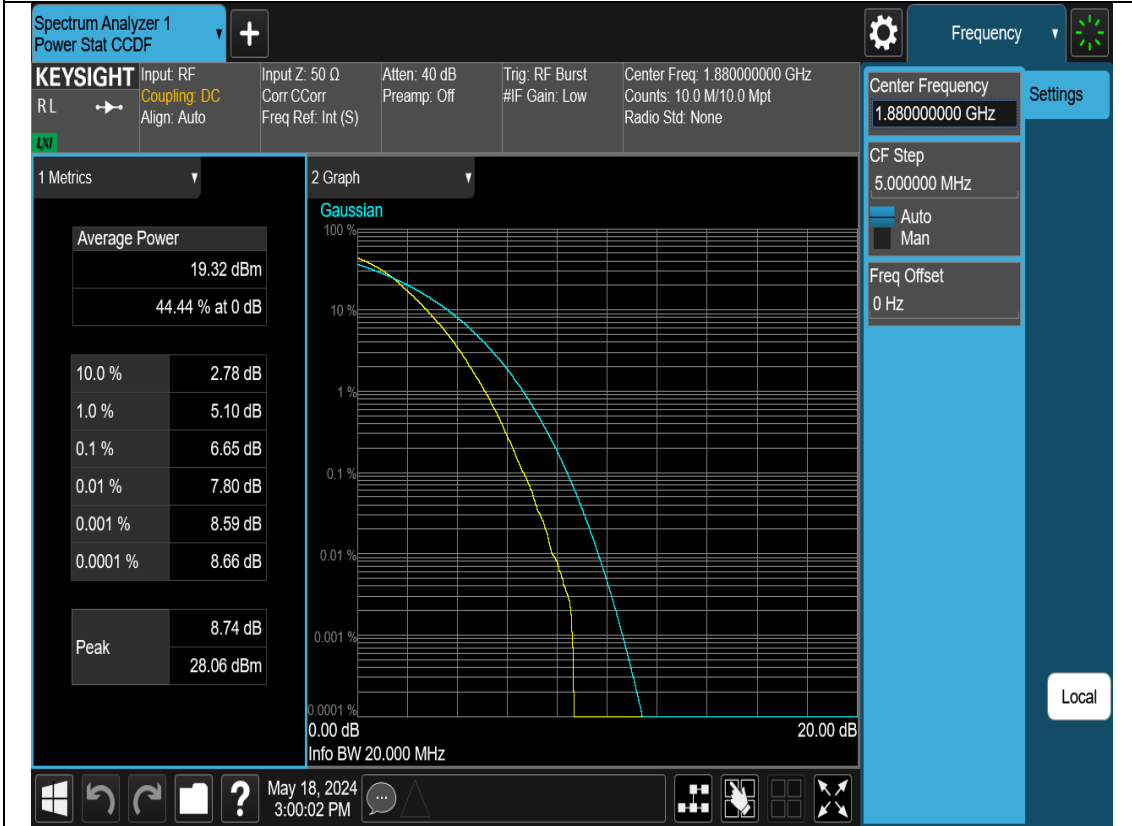 Spectrum Analyzer 1
Power Stat CCDF
+
Frequency
KEYSIGHT
RL
LXI
Input: RF
Coupling: DC
Align: Auto
Input Z: 50 Ω
Corr CCorr
Freq Ref: Int (S)
Atten: 40 dB
Preamp: Off
Trig: RF Burst
#IF Gain: Low
Center Freq: 1.880000000 GHz
Counts: 10.0 M/10.0 Mpt
Radio Std: None
Center Frequency
1.880000000 GHz
Settings
CF Step
5.000000 MHz
Auto
Man
Freq Offset
0 Hz
Local
1 Metrics
Average Power
19.32 dBm
44.44 % at 0 dB
10.0 % 2.78 dB
1.0 % 5.10 dB
0.1 % 6.65 dB
0.01 % 7.80 dB
0.001 % 8.59 dB
0.0001 % 8.66 dB
Peak
8.74 dB
28.06 dBm
2 Graph
Gaussian
100 %
10 %
1 %
0.1 %
0.01 %
0.001 %
0.0001 %
0.00 dB 20.00 dB
Info BW 20.000 MHz
?
May 18, 2024
3:00:02 PM